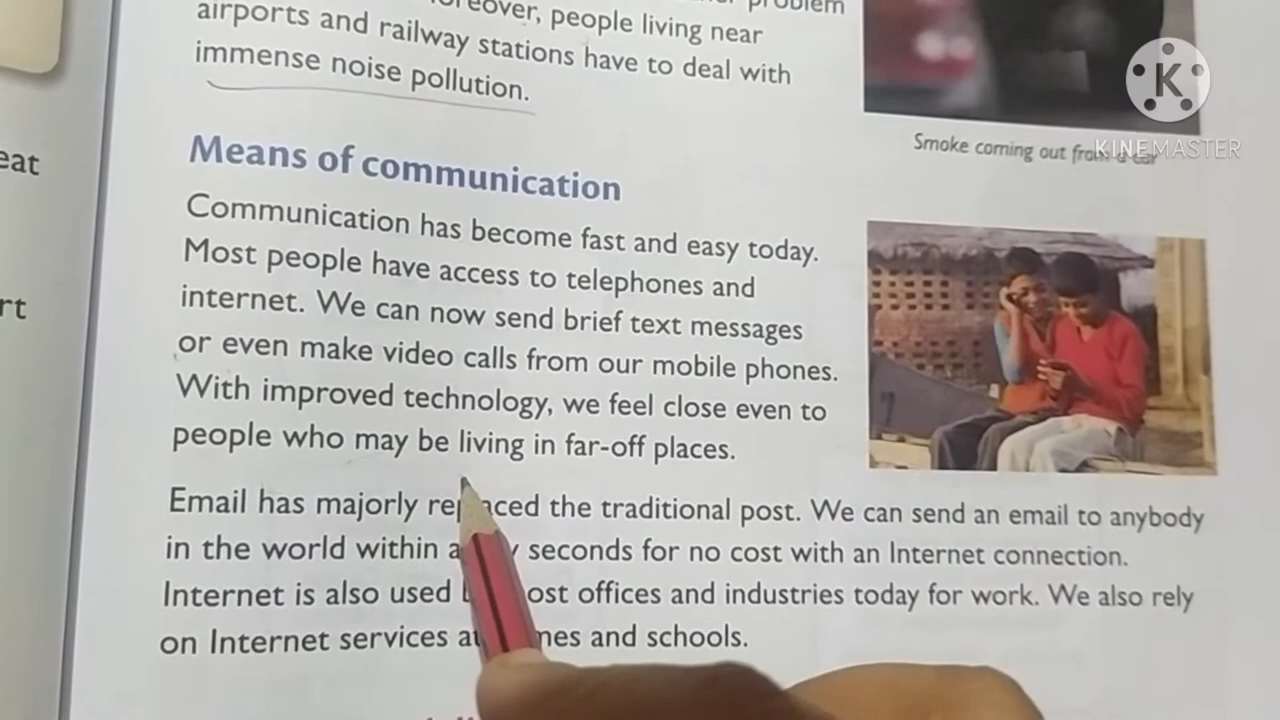 problem
oreover, people living near
airports and railway stations have to deal with
immense noise pollution.
Smoke coming out from a car
KINEMASTER
K
eat
rt
Means of communication
Communication has become fast and easy today.
Most people have access to telephones and
internet. We can now send brief text messages
or even make video calls from our mobile phones.
With improved technology, we feel close even to
people who may be living in far-off places.
Email has majorly replaced the traditional post. We can send an email to anybody
in the world within a seconds for no cost with an Internet connection.
Internet is also used ost offices and industries today for work. We also rely
on Internet services at mes and schools.